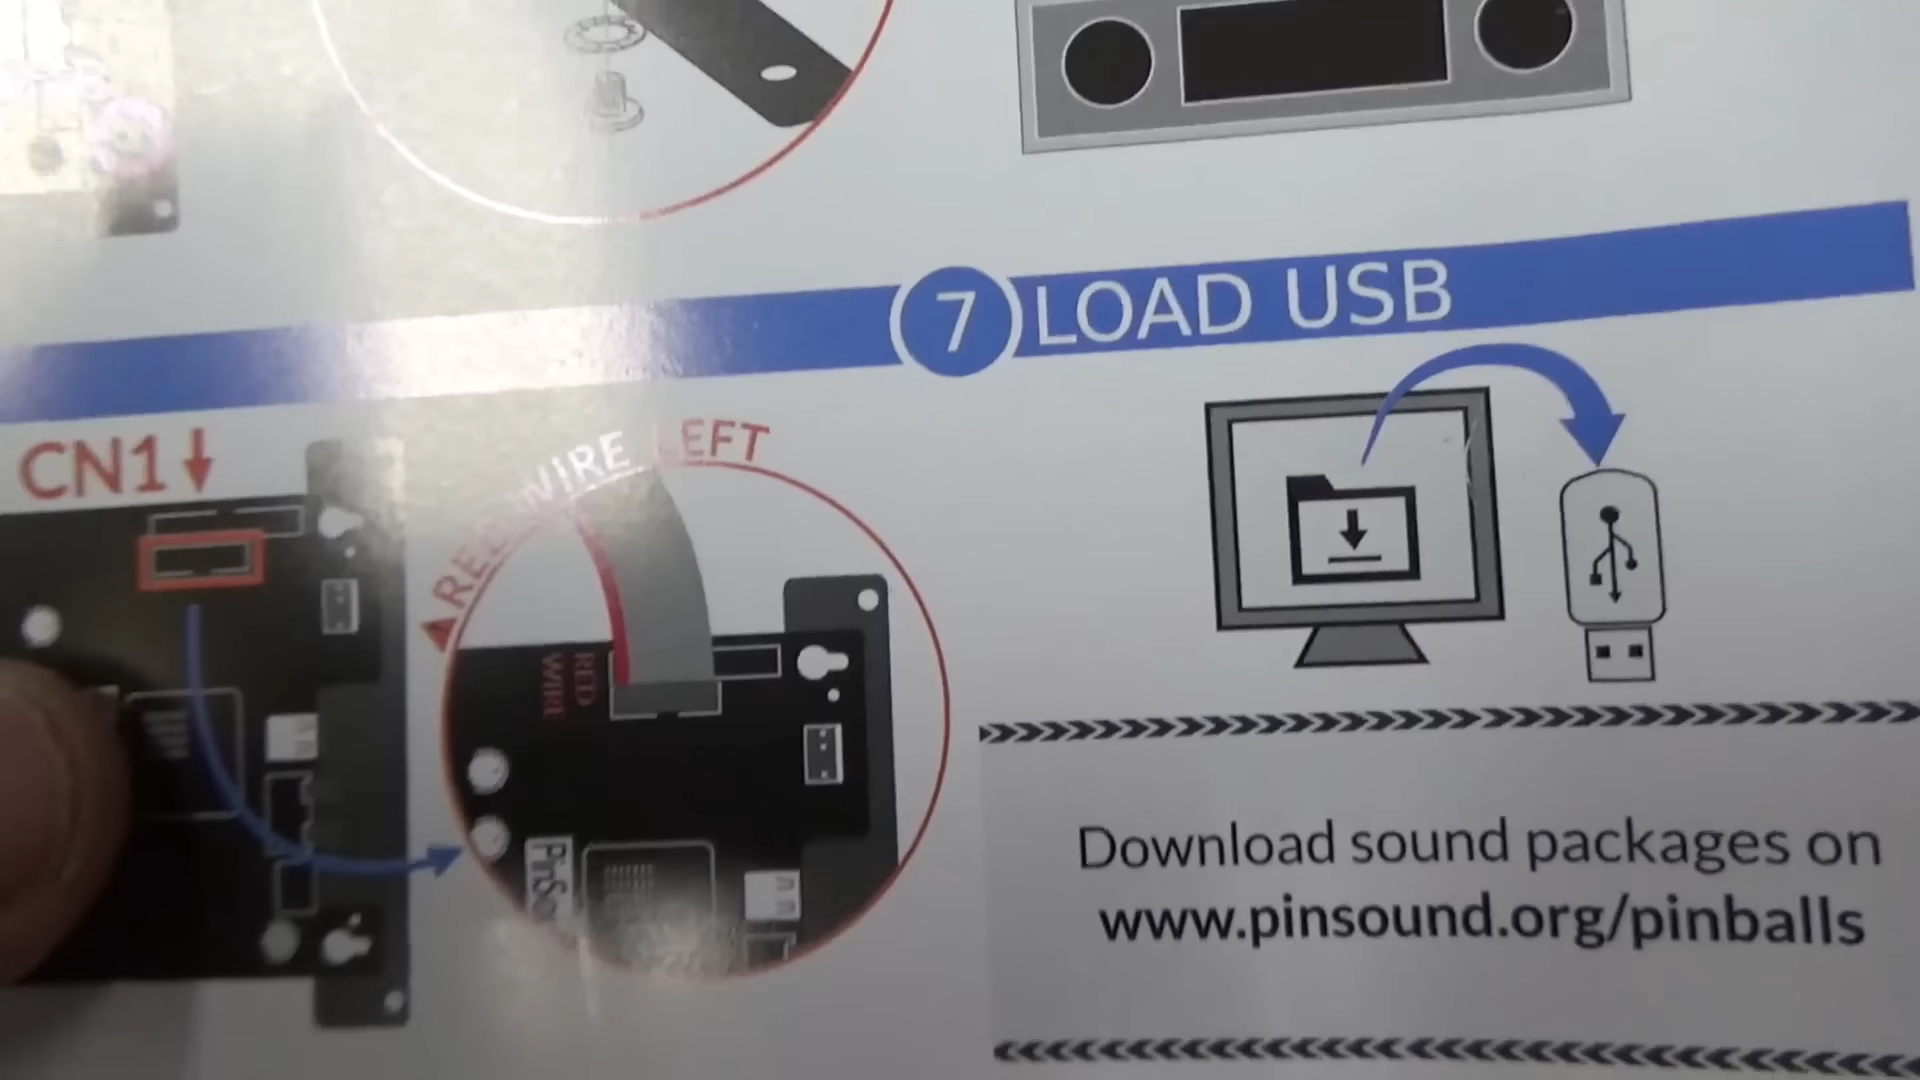 7 LOAD USB
CN1
RED WIRE LEFT
RED
WIRE
Download sound packages on
www.pinsound.org/pinballs